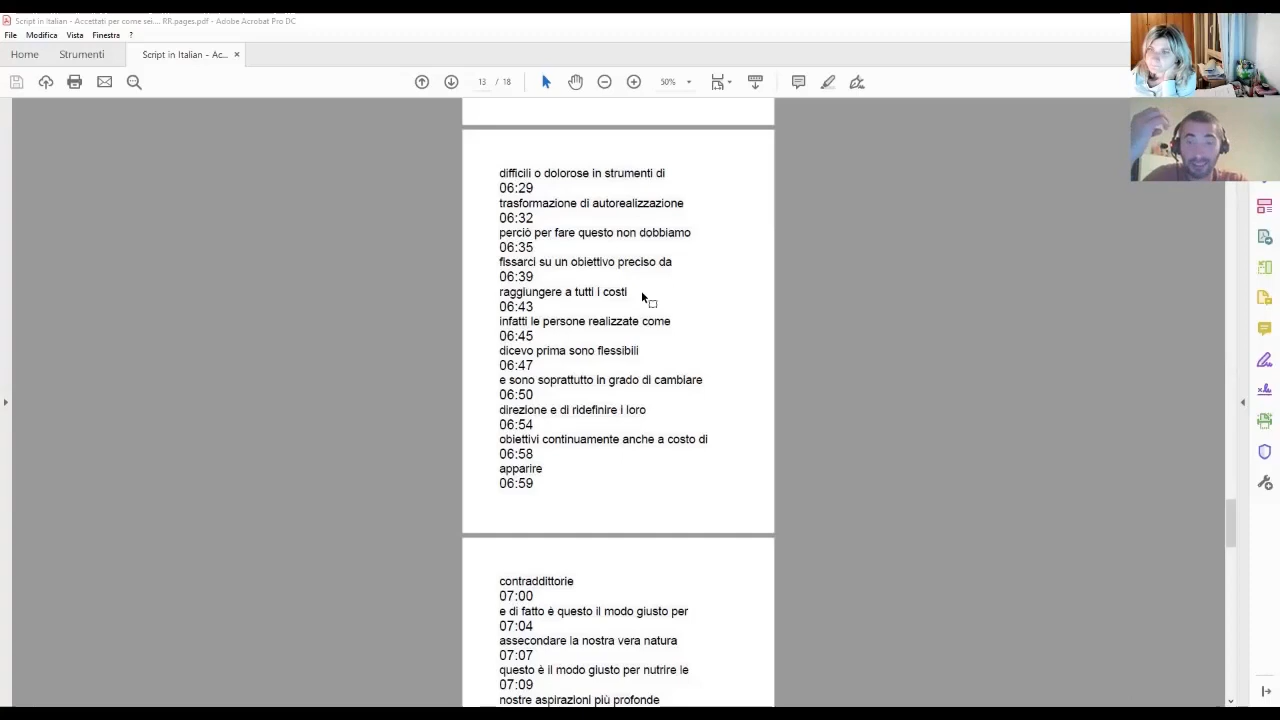 Script in Italian - Accettati per come sei.... RR.pages.pdf - Adobe Acrobat Pro DC
File Modifica Vista Finestra ?
Home Strumenti Script in Italian - Ac... ×
13 / 18 50%
difficili o dolorose in strumenti di
06:29
trasformazione di autorealizzazione
06:32
perciò per fare questo non dobbiamo
06:35
fissarci su un obiettivo preciso da
06:39
raggiungere a tutti i costi
06:43
infatti le persone realizzate come
06:45
dicevo prima sono flessibili
06:47
e sono soprattutto in grado di cambiare
06:50
direzione e di ridefinire i loro
06:54
obiettivi continuamente anche a costo di
06:58
apparire
06:59
contraddittorie
07:00
e di fatto è questo il modo giusto per
07:04
assecondare la nostra vera natura
07:07
questo è il modo giusto per nutrire le
07:09
nostre aspirazioni più profonde